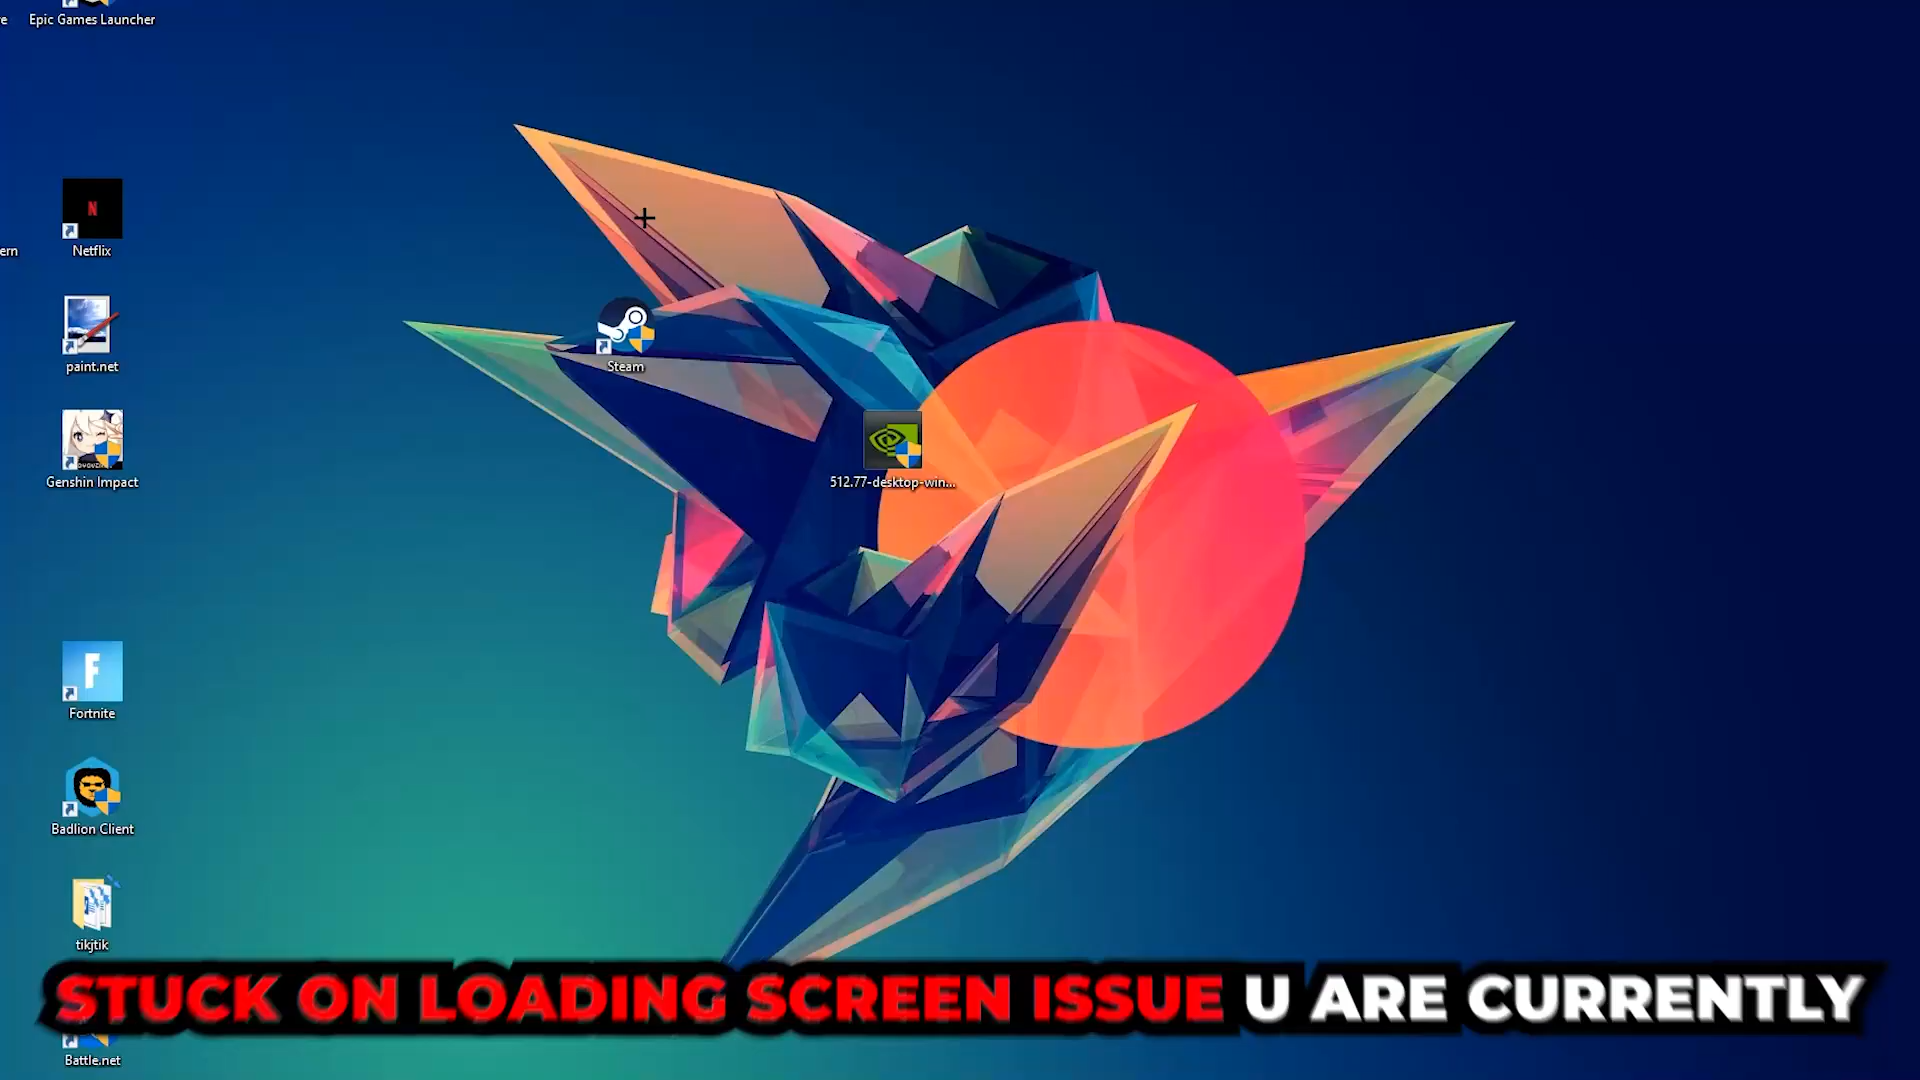 Epic Games Launcher
N
Netflix
ern
Steam
paint.net
512.77-desktop-win...
Genshin Impact
F
Fortnite
Badlion Client
tikjtik
STUCK ON LOADING SCREEN ISSUE U ARE CURRENTLY
Battle.net